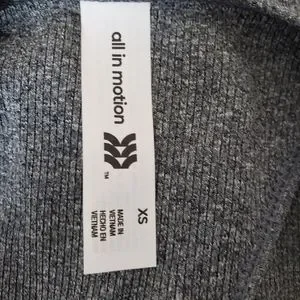 all in motion
TM
XS
MADE IN
VIETNAM
HECHO EN
VIETNAM